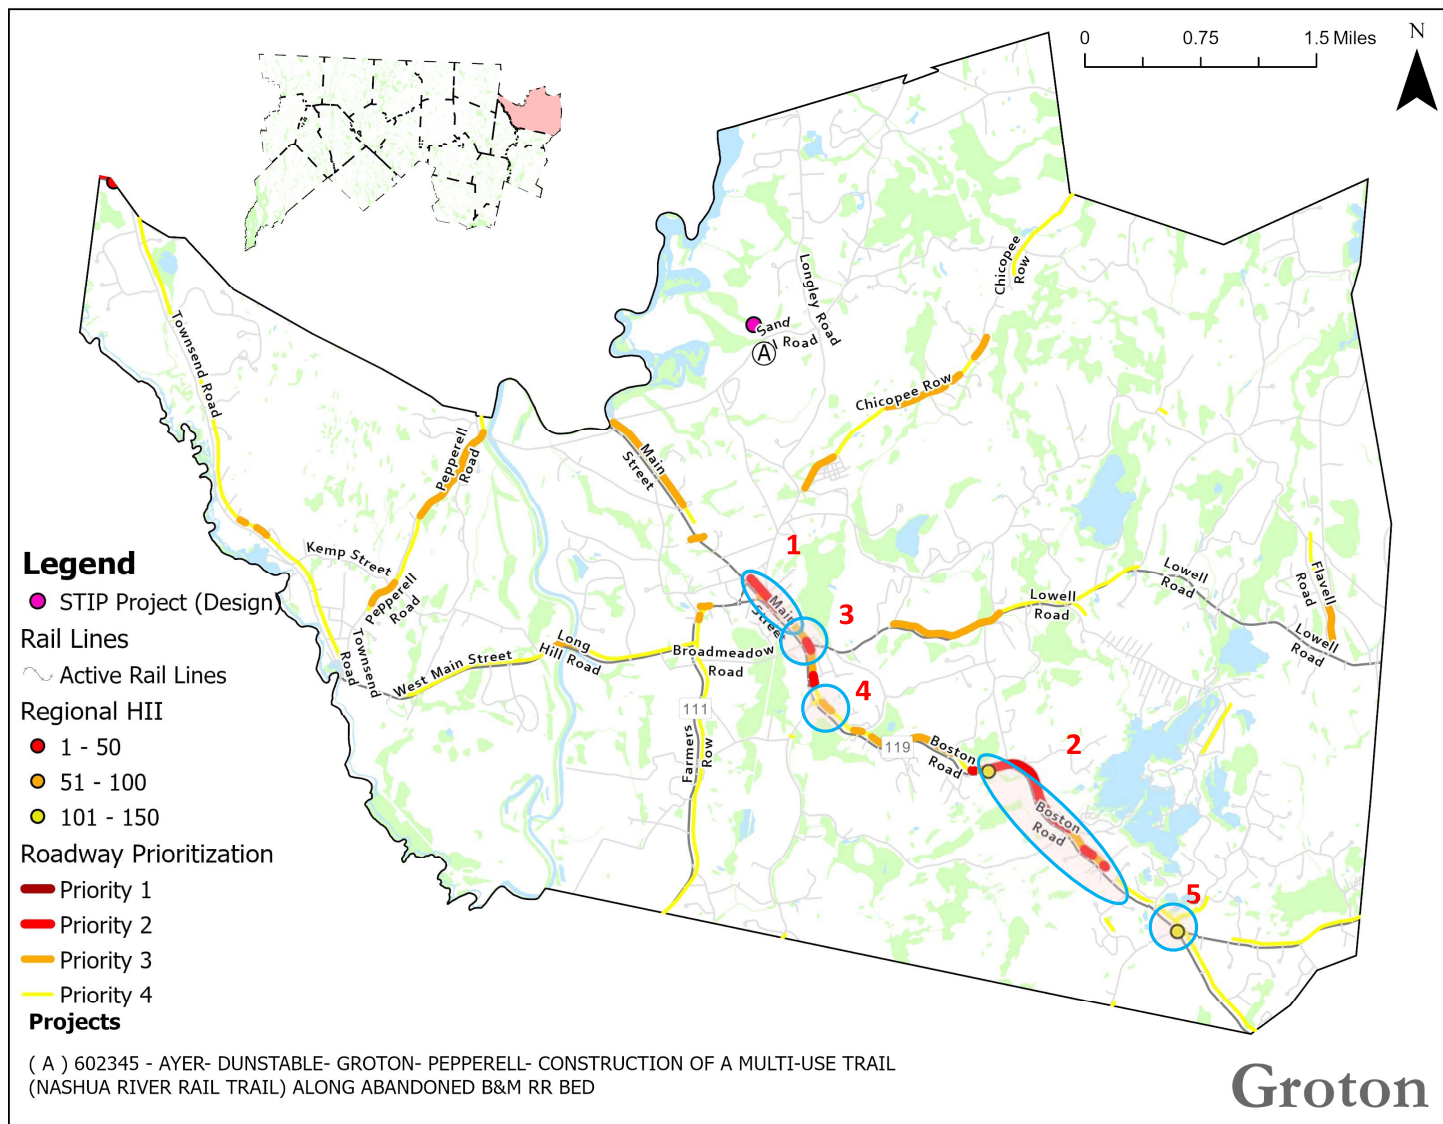 0 0.75 1.5 Miles
N
Longley Road
Sand
l Road
A
Chicopee
Row
Chicopee Row
Townsend Road
Pepperell
Road
Main
Street
Kemp Street
Pepperell
Road
Townsend
Road
West Main Street
Long
Hill Road
Broadmeadow
Road
111
Farmers
Row
1
Main
Street
3
4
119
Boston
Road
2
Boston
Road
5
Lowell
Road
Lowell
Road
Flavell
Road
Lowell
Road
Legend
STIP Project (Design)
Rail Lines
Active Rail Lines
Regional HII
1 - 50
51 - 100
101 - 150
Roadway Prioritization
Priority 1
Priority 2
Priority 3
Priority 4
Projects
( A ) 602345 - AYER- DUNSTABLE- GROTON- PEPPERELL- CONSTRUCTION OF A MULTI-USE TRAIL
(NASHUA RIVER RAIL TRAIL) ALONG ABANDONED B&M RR BED
Groton